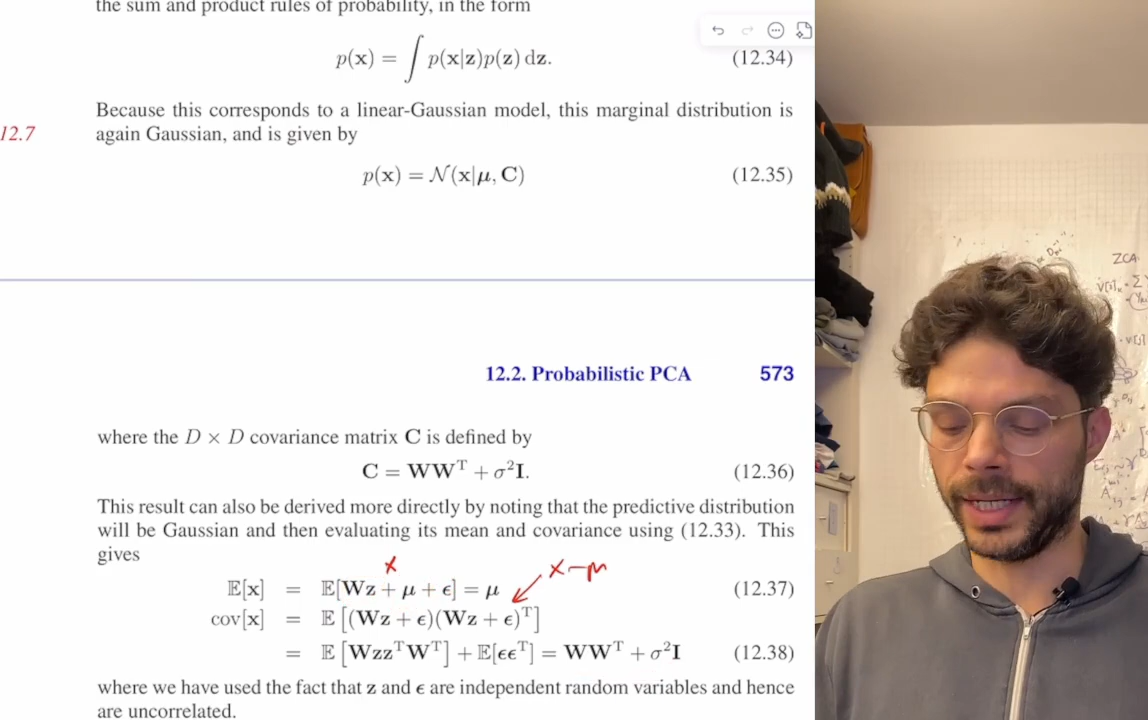 the sum and product rules of probability, in the form
p(x) = ∫ p(x|z)p(z) dz. (12.34)
Because this corresponds to a linear-Gaussian model, this marginal distribution is
12.7 again Gaussian, and is given by
p(x) = 𝒩(x|μ, C) (12.35)
12.2. Probabilistic PCA 573
where the D × D covariance matrix C is defined by
C = WWᵀ + σ²I. (12.36)
This result can also be derived more directly by noting that the predictive distribution
will be Gaussian and then evaluating its mean and covariance using (12.33). This
gives
x x-μ
𝔼[x] = 𝔼[Wz + μ + ϵ] = μ (12.37)
cov[x] = 𝔼 [(Wz + ϵ)(Wz + ϵ)ᵀ]
= 𝔼 [WzzᵀWᵀ] + 𝔼[ϵϵᵀ] = WWᵀ + σ²I (12.38)
where we have used the fact that z and ϵ are independent random variables and hence
are uncorrelated.
ZCA